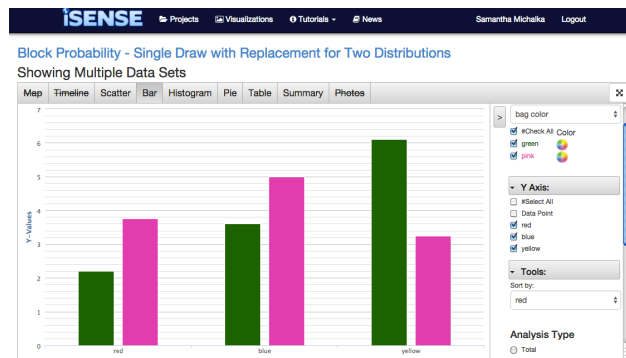 iSENSE Projects Visualizations Tutorials News Samantha Michalka Logout
Block Probability - Single Draw with Replacement for Two Distributions
Showing Multiple Data Sets
Map Timeline Scatter Bar Histogram Pie Table Summary Photos
7
6
5
4
3
2
1
0
Y-Values
red blue yellow
>
bag color
#Check All Color
green
pink
Y Axis:
#Select All
Data Point
red
blue
yellow
Tools:
Sort by:
red
Analysis Type
Total